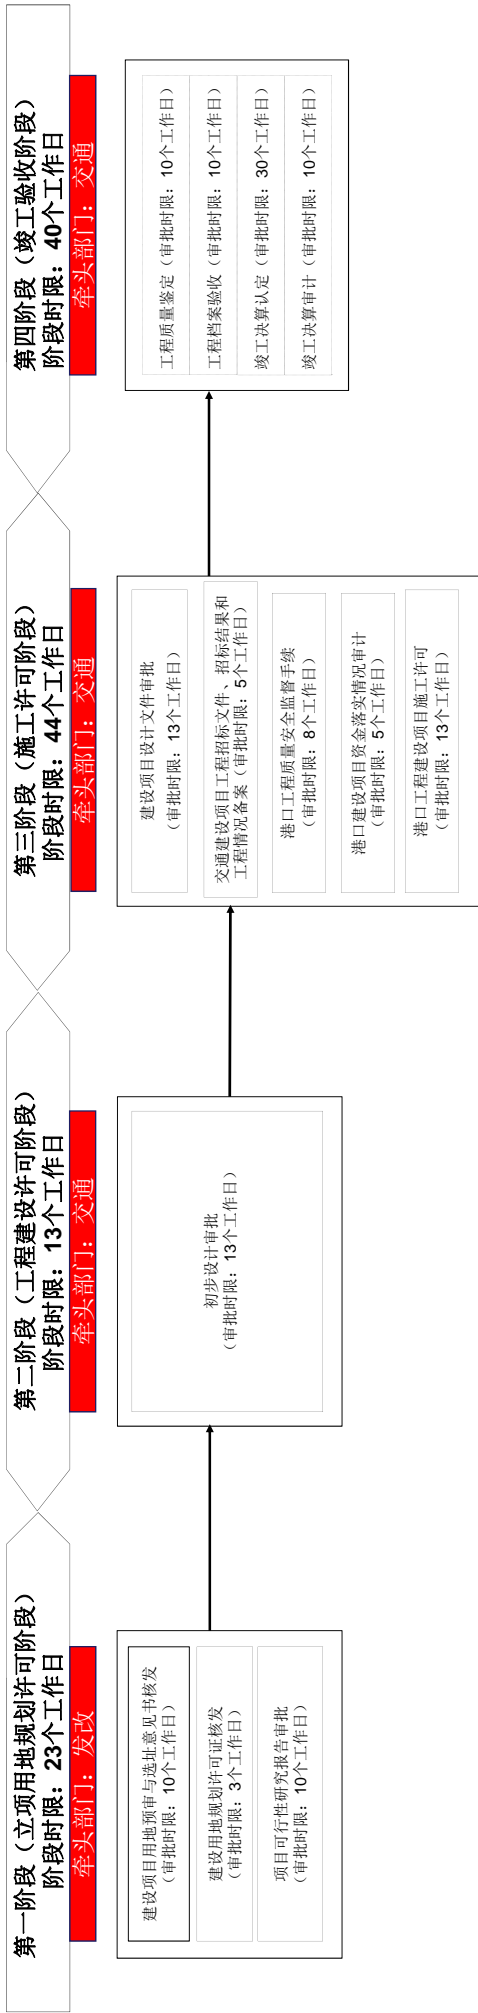 第一阶段（立项用地规划许可阶段）
阶段时限：23个工作日
牵头部门：发改
建设项目用地预审与选址意见书核发
（审批时限：10个工作日）
建设用地规划许可证核发
（审批时限：3个工作日）
项目可行性研究报告审批
（审批时限：10个工作日）
第二阶段（工程建设许可阶段）
阶段时限：13个工作日
牵头部门：交通
初步设计审批
（审批时限：13个工作日）
第三阶段（施工许可阶段）
阶段时限：44个工作日
牵头部门：交通
建设项目设计文件审批
（审批时限：13个工作日）
交通建设项目工程招标文件、招标结果和
工程情况备案（审批时限：5个工作日）
港口工程质量安全监督手续
（审批时限：8个工作日）
港口建设项目资金落实情况审计
（审批时限：5个工作日）
港口工程建设项目施工许可
（审批时限：13个工作日）
第四阶段（竣工验收阶段）
阶段时限：40个工作日
牵头部门：交通
工程质量鉴定（审批时限：10个工作日）
工程档案验收（审批时限：10个工作日）
竣工决算认定（审批时限：30个工作日）
竣工决算审计（审批时限：10个工作日）